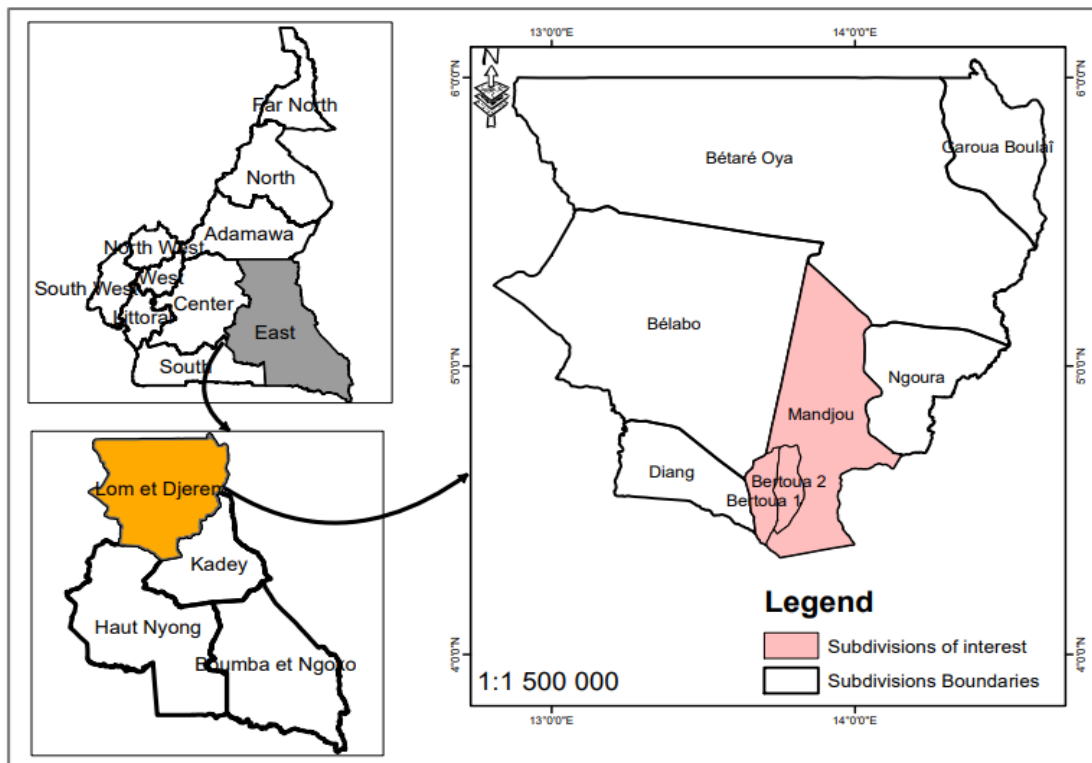 Far North
North
Adamawa
North West
West
South West
Center
Littoral
East
South
Lom et Djerem
Kadey
Haut Nyong
Boumba et Ngoko
13°0'0"E
14°0'0"E
N
6°0'0"N
6°0'0"N
Garoua Boulaî
Bétaré Oya
Bélabo
5°0'0"N
5°0'0"N
Ngoura
Mandjou
Diang
Bertoua 2
Bertoua 1
Legend
Subdivisions of interest
Subdivisions Boundaries
4°0'0"N
4°0'0"N
1:1 500 000
13°0'0"E
14°0'0"E